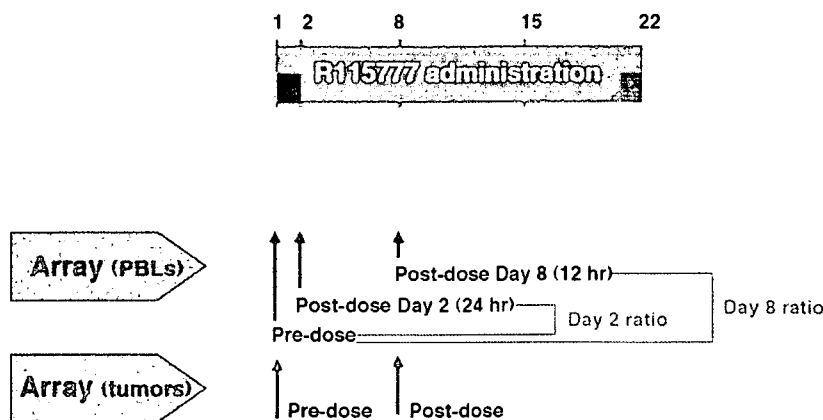 1 2 8 15 22
R115777 administration
Array (PBLs)
Post-dose Day 8 (12 hr)
Post-dose Day 2 (24 hr)
Day 2 ratio
Day 8 ratio
Pre-dose
Array (tumors)
Pre-dose
Post-dose